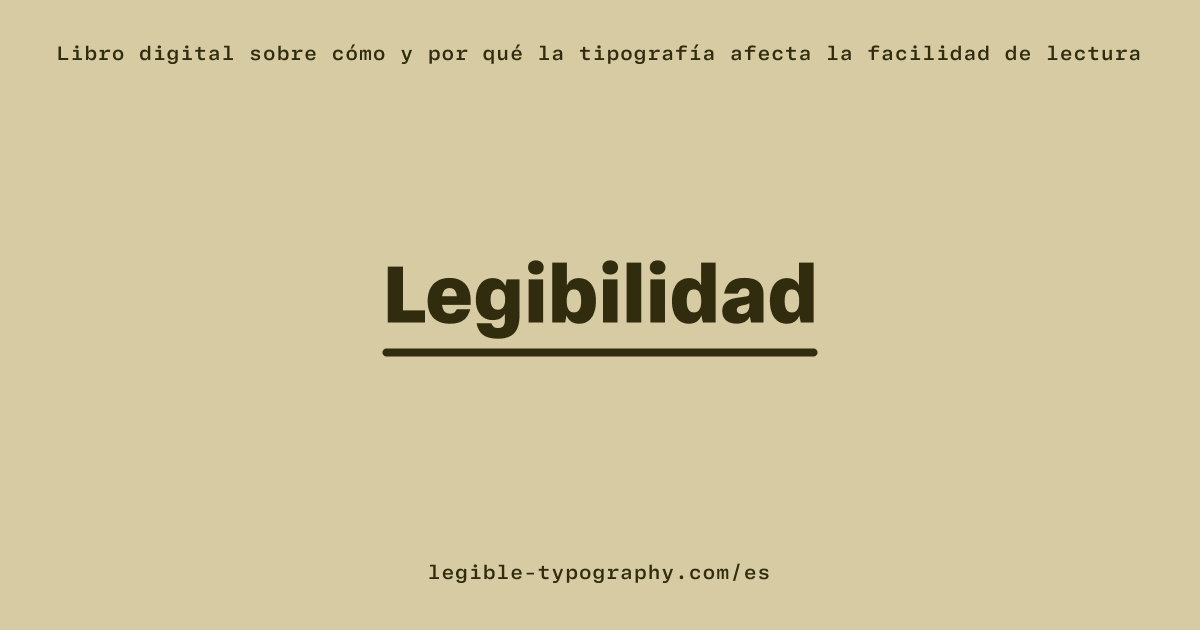 Libro digital sobre cómo y por qué la tipografía afecta la facilidad de lectura
Legibilidad
legible-typography.com/es